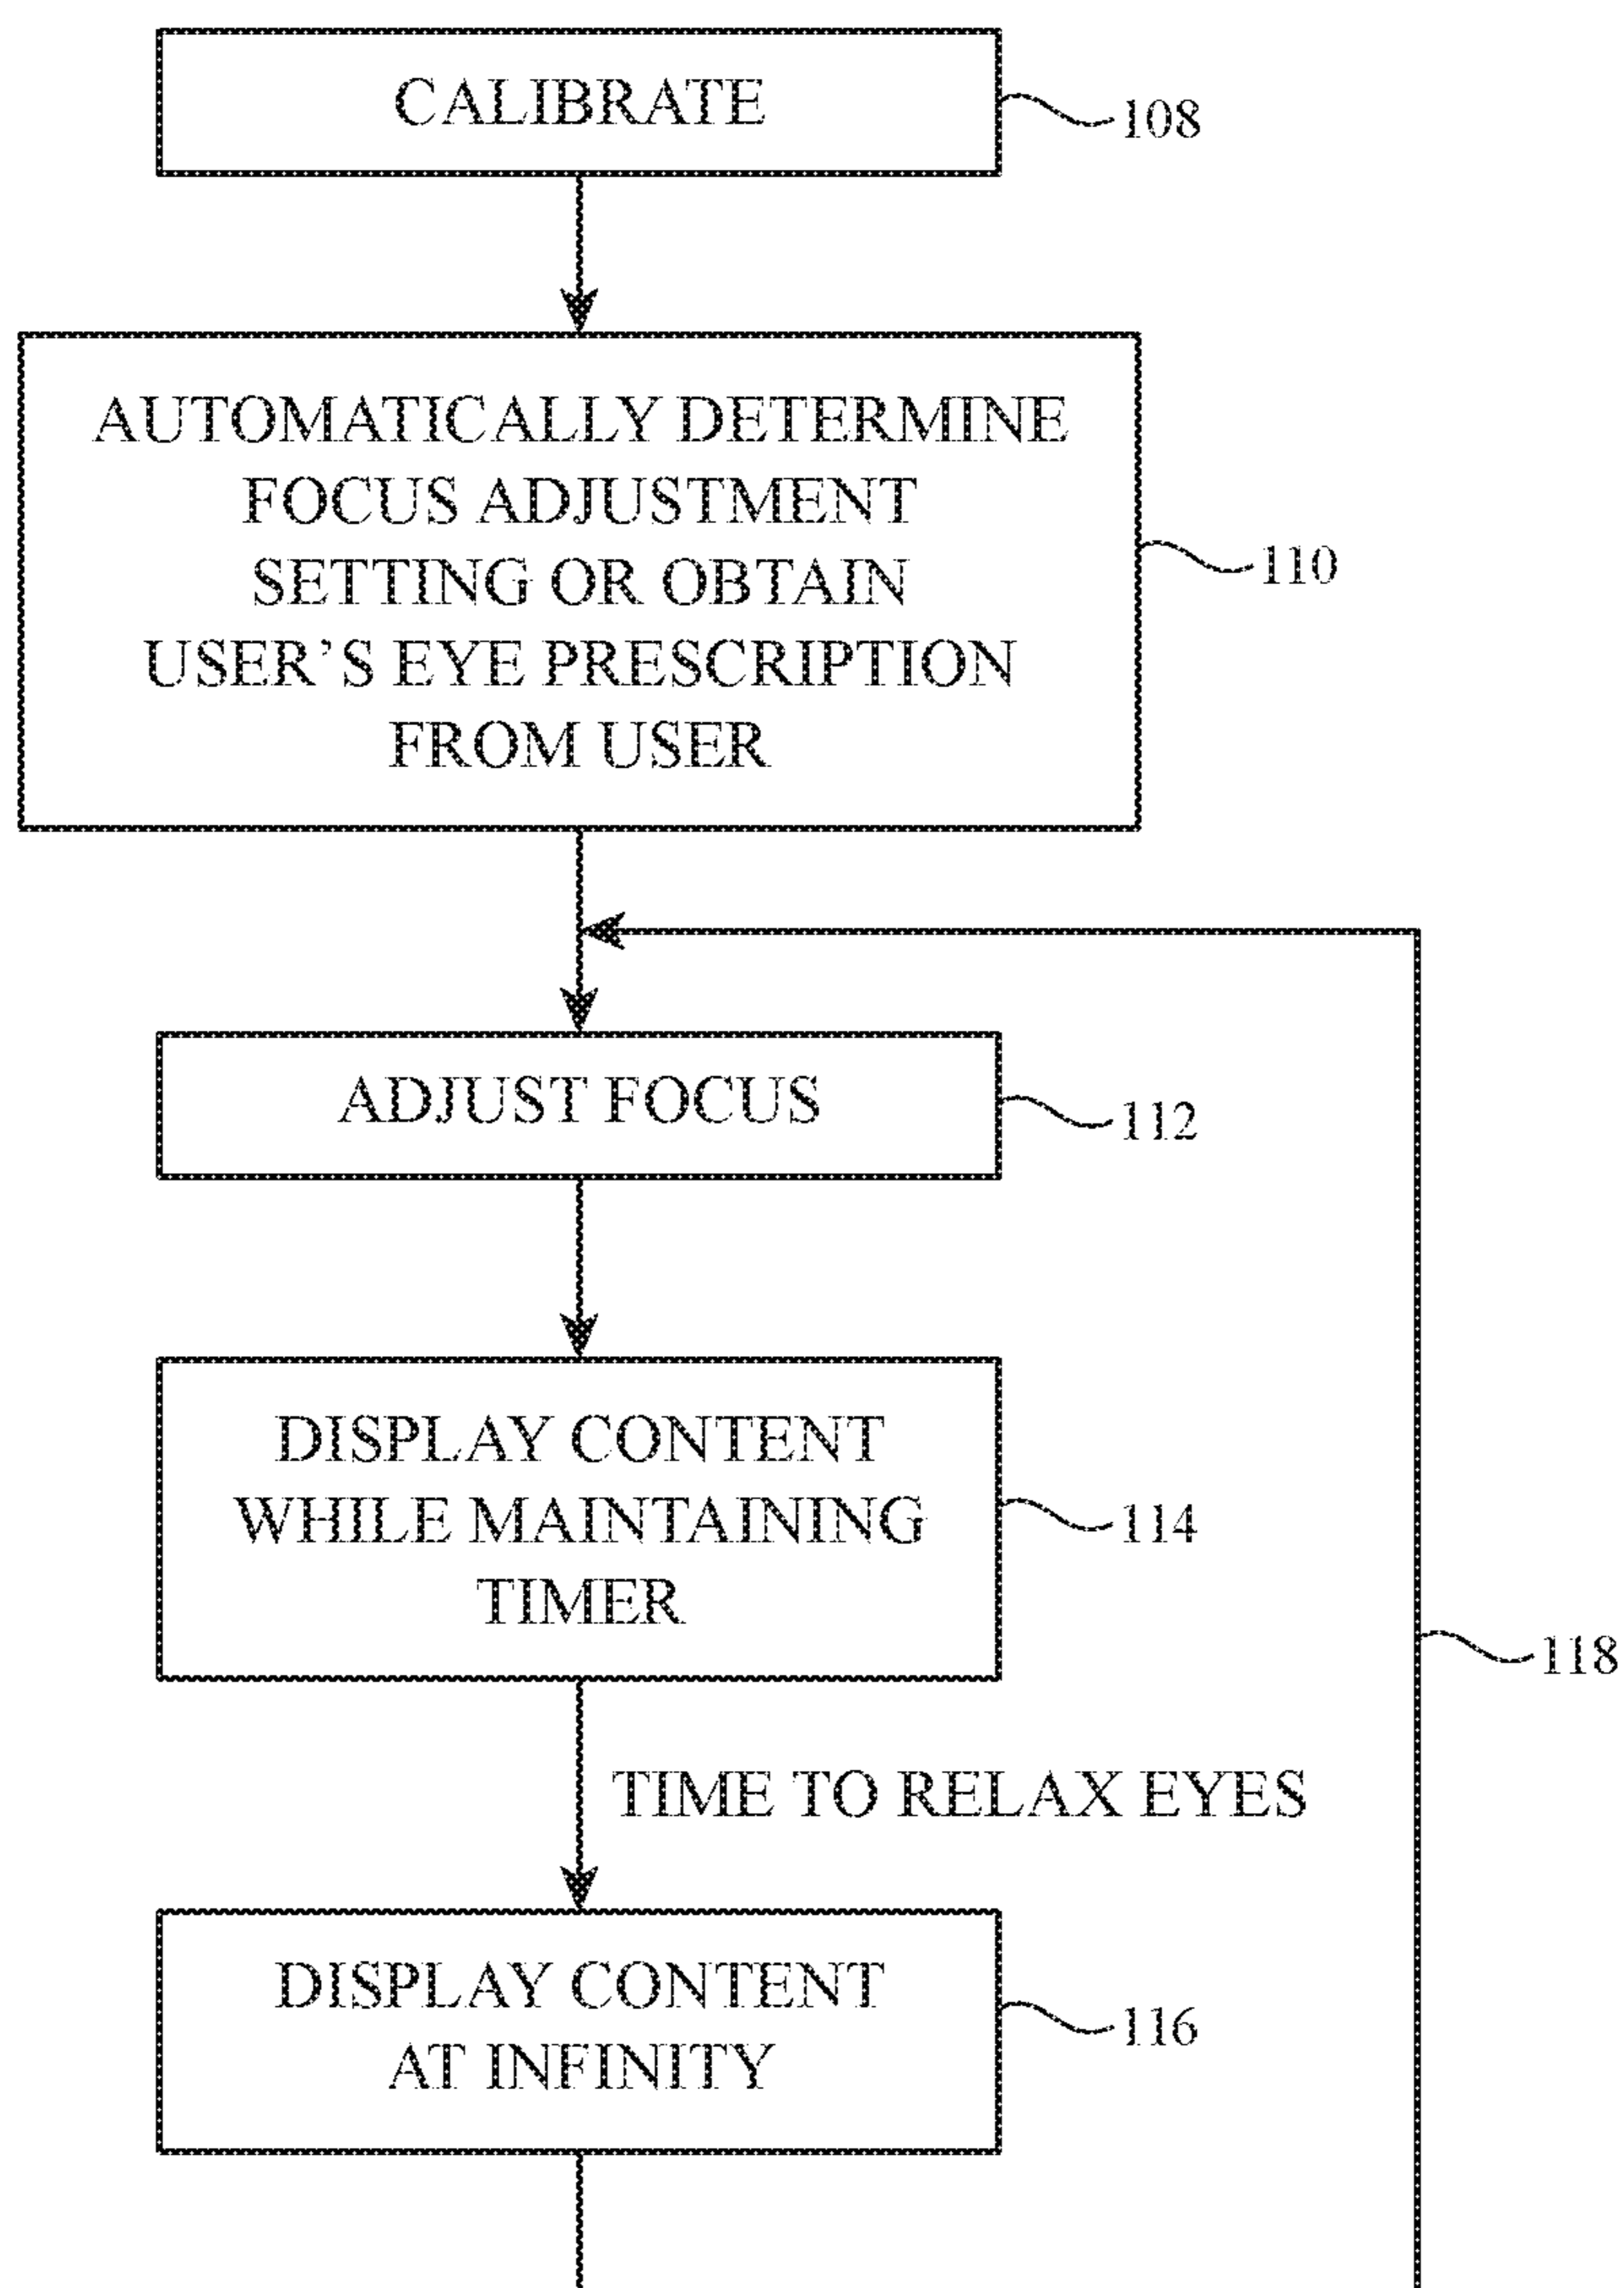 CALIBRATE
108
AUTOMATICALLY DETERMINE
FOCUS ADJUSTMENT
SETTING OR OBTAIN
USER'S EYE PRESCRIPTION
FROM USER
110
ADJUST FOCUS
112
DISPLAY CONTENT
WHILE MAINTAINING
TIMER
114
118
TIME TO RELAX EYES
DISPLAY CONTENT
AT INFINITY
116